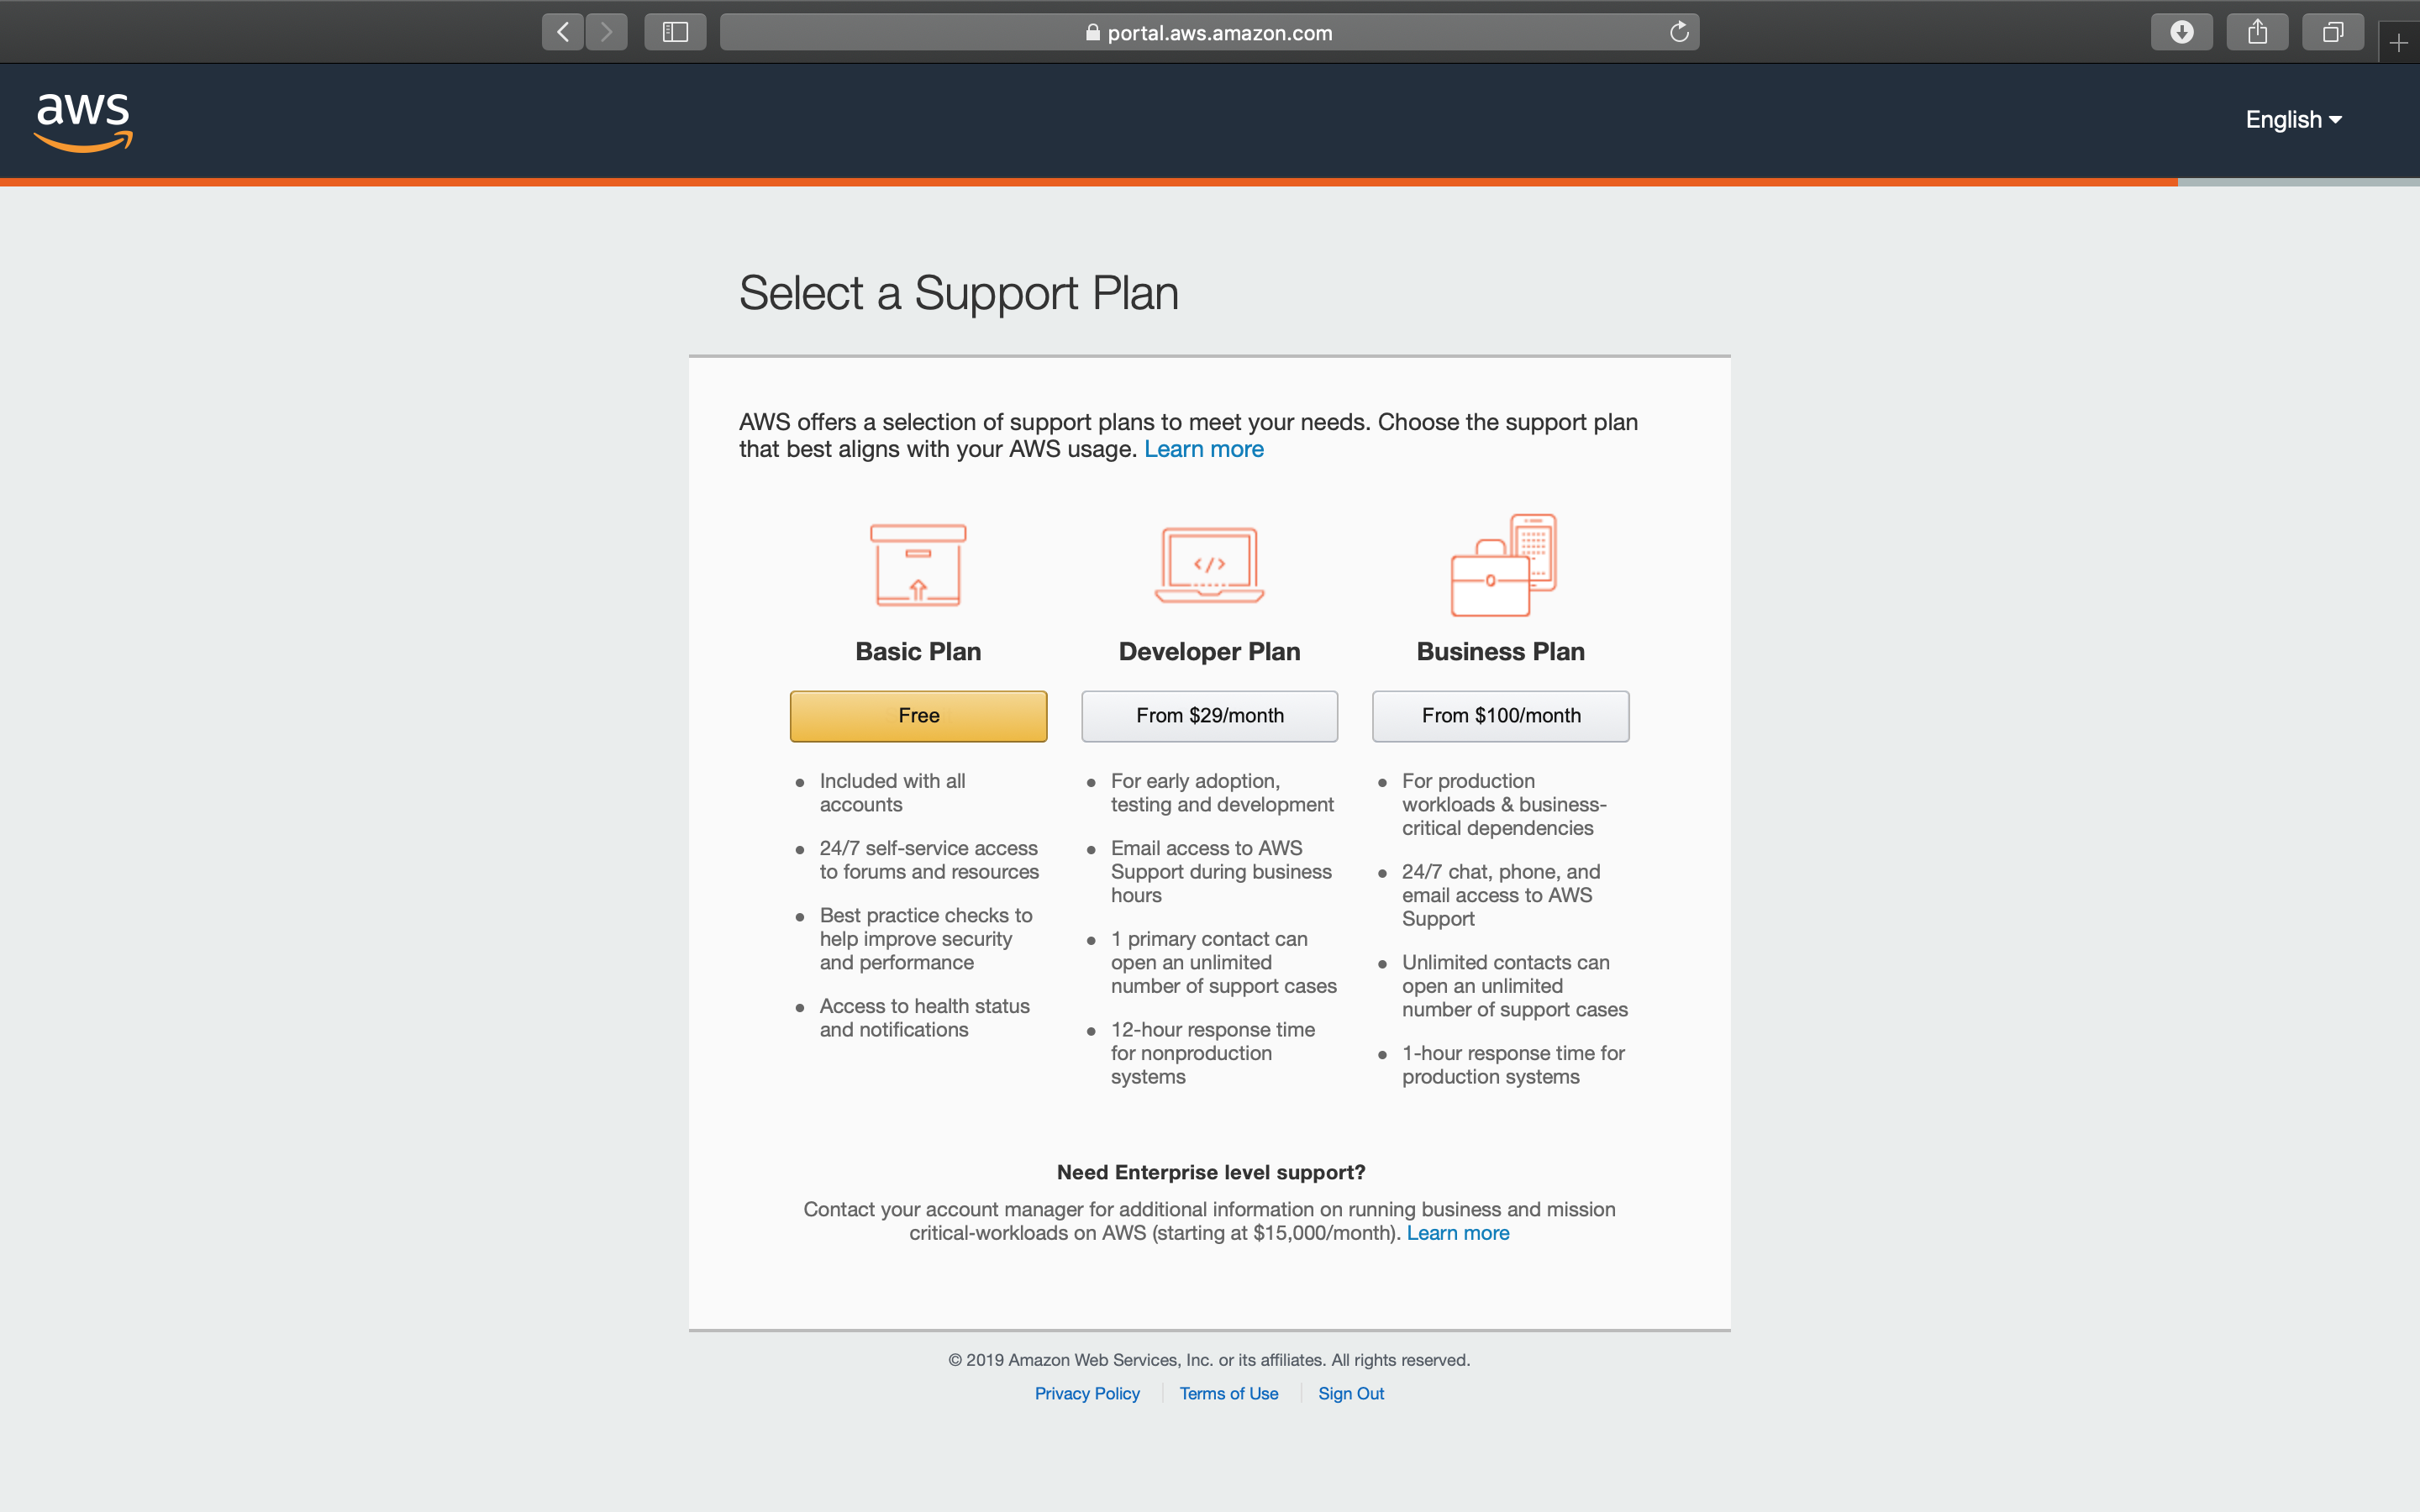 portal.aws.amazon.com
aws
English
Select a Support Plan
AWS offers a selection of support plans to meet your needs. Choose the support plan
that best aligns with your AWS usage. Learn more
</>
Basic Plan
Free
Included with all
accounts
24/7 self-service access
to forums and resources
Best practice checks to
help improve security
and performance
Access to health status
and notifications
Developer Plan
From $29/month
For early adoption,
testing and development
Email access to AWS
Support during business
hours
1 primary contact can
open an unlimited
number of support cases
12-hour response time
for nonproduction
systems
Business Plan
From $100/month
For production
workloads & business-
critical dependencies
24/7 chat, phone, and
email access to AWS
Support
Unlimited contacts can
open an unlimited
number of support cases
1-hour response time for
production systems
Need Enterprise level support?
Contact your account manager for additional information on running business and mission
critical-workloads on AWS (starting at $15,000/month). Learn more
© 2019 Amazon Web Services, Inc. or its affiliates. All rights reserved.
Privacy Policy Terms of Use Sign Out